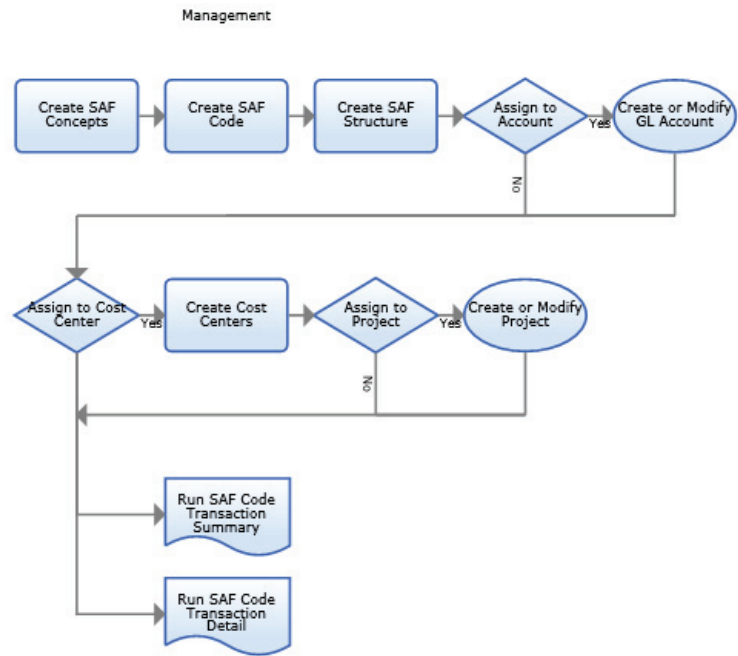 Management
Create SAF
Concepts
Create SAF
Code
Create SAF
Structure
Assign to
Account
Yes
Create or Modify
GL Account
No
Assign to Cost
Center
Yes
Create Cost
Centers
Assign to
Project
Yes
Create or Modify
Project
No
Run SAF Code
Transaction
Summary
Run SAF Code
Transaction
Detail